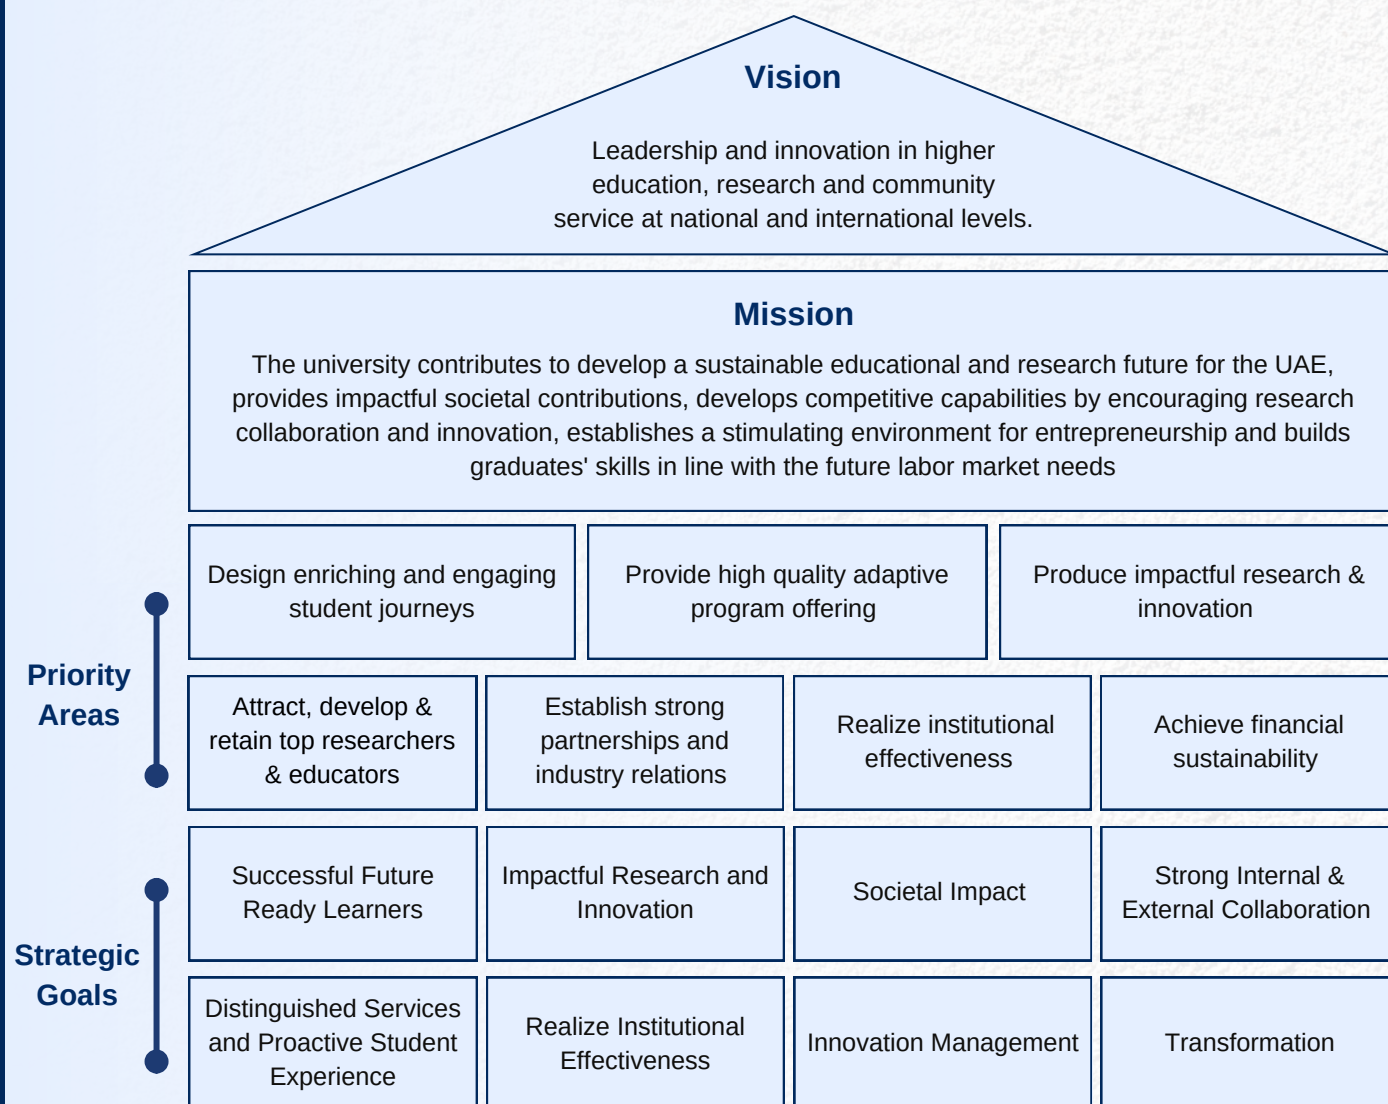 Vision
Leadership and innovation in higher
education, research and community
service at national and international levels.
Mission
The university contributes to develop a sustainable educational and research future for the UAE,
provides impactful societal contributions, develops competitive capabilities by encouraging research
collaboration and innovation, establishes a stimulating environment for entrepreneurship and builds
graduates' skills in line with the future labor market needs
Priority
Areas
Design enriching and engaging
student journeys
Provide high quality adaptive
program offering
Produce impactful research &
innovation
Attract, develop &
retain top researchers
& educators
Establish strong
partnerships and
industry relations
Realize institutional
effectiveness
Achieve financial
sustainability
Strategic
Goals
Successful Future
Ready Learners
Impactful Research and
Innovation
Societal Impact
Strong Internal &
External Collaboration
Distinguished Services
and Proactive Student
Experience
Realize Institutional
Effectiveness
Innovation Management
Transformation